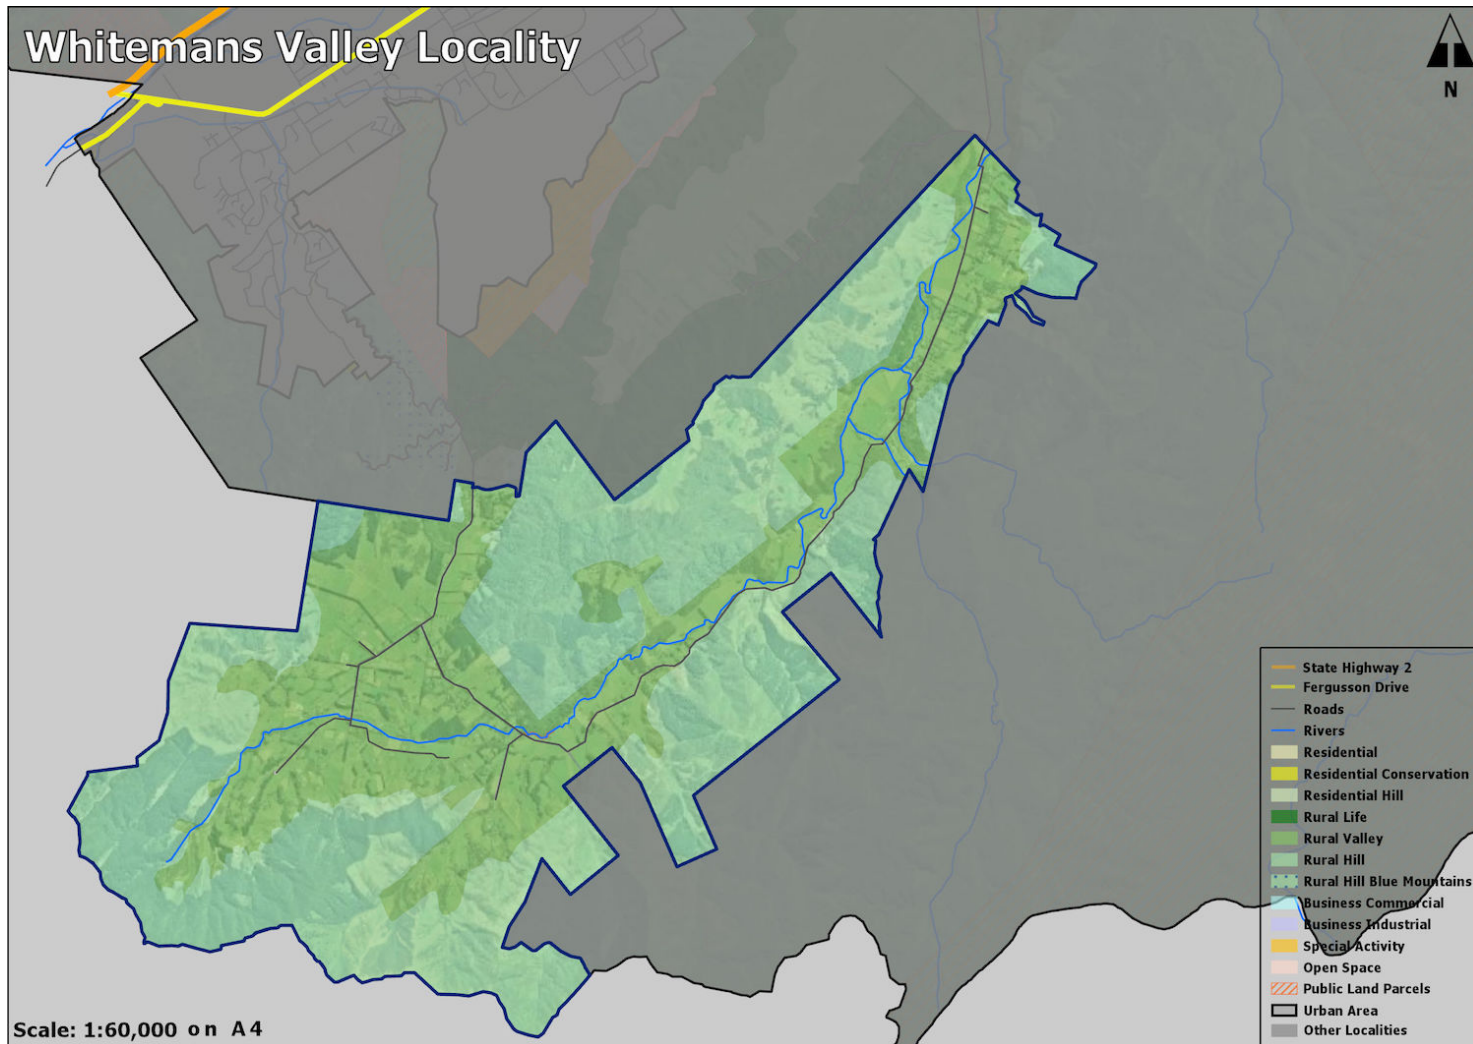 Whitemans Valley Locality
N
State Highway 2
Fergusson Drive
Roads
Rivers
Residential
Residential Conservation
Residential Hill
Rural Life
Rural Valley
Rural Hill
Rural Hill Blue Mountains
Business Commercial
Business Industrial
Special Activity
Open Space
Public Land Parcels
Urban Area
Other Localities
Scale: 1:60,000 on A4